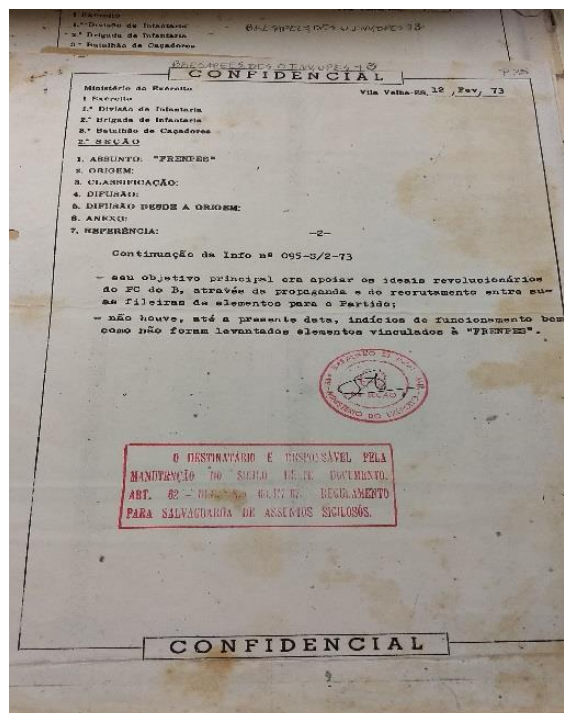 1.ª Divisão de Infantaria
2.ª Brigada de Infantaria
3.º Batalhão de Caçadores
CONFIDENCIAL
Ministério do Exército
I Exército
1.ª Divisão de Infantaria
2.ª Brigada de Infantaria
3.º Batalhão de Caçadores
2.ª SEÇÃO
Vila Velha-ES, 12 , Fev, 73
1. ASSUNTO: "FRENPES"
2. ORIGEM:
3. CLASSIFICAÇÃO:
4. DIFUSÃO:
5. DIFUSÃO DESDE A ORIGEM:
6. ANEXO:
7. REFERÊNCIA:
-2-
Continuação da Info nº 095-S/2-73
- seu objetivo principal era apoiar os ideais revolucionários
do PC do B, através da propaganda e do recrutamento entre su-
as fileiras de elementos para o Partido;
- não houve, até a presente data, indícios de funcionamento bem
como não foram levantados elementos vinculados à "FRENPES".
2ª SEÇÃO
O DESTINATÁRIO É RESPONSÁVEL PELA
MANUTENÇÃO DO SIGILO DESTE DOCUMENTO.
ART. 62 - REGULAMENTO
PARA SALVAGUARDA DE ASSUNTOS SIGILOSOS.
CONFIDENCIAL